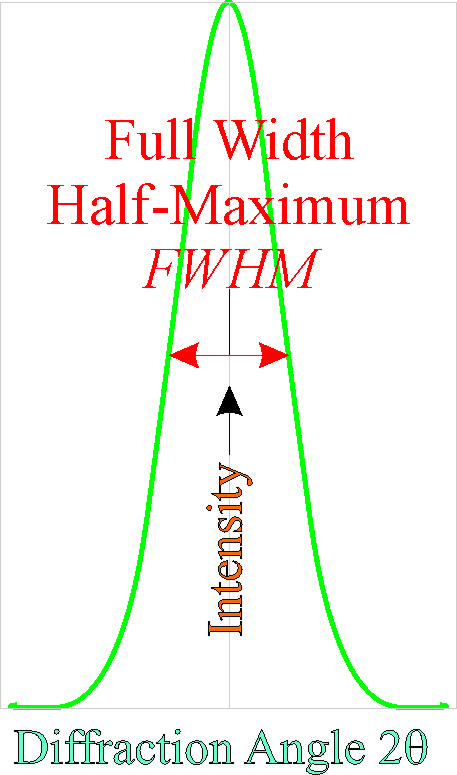 Full Width
Half-Maximum
FWHM
Intensity
Diffraction Angle 2θ